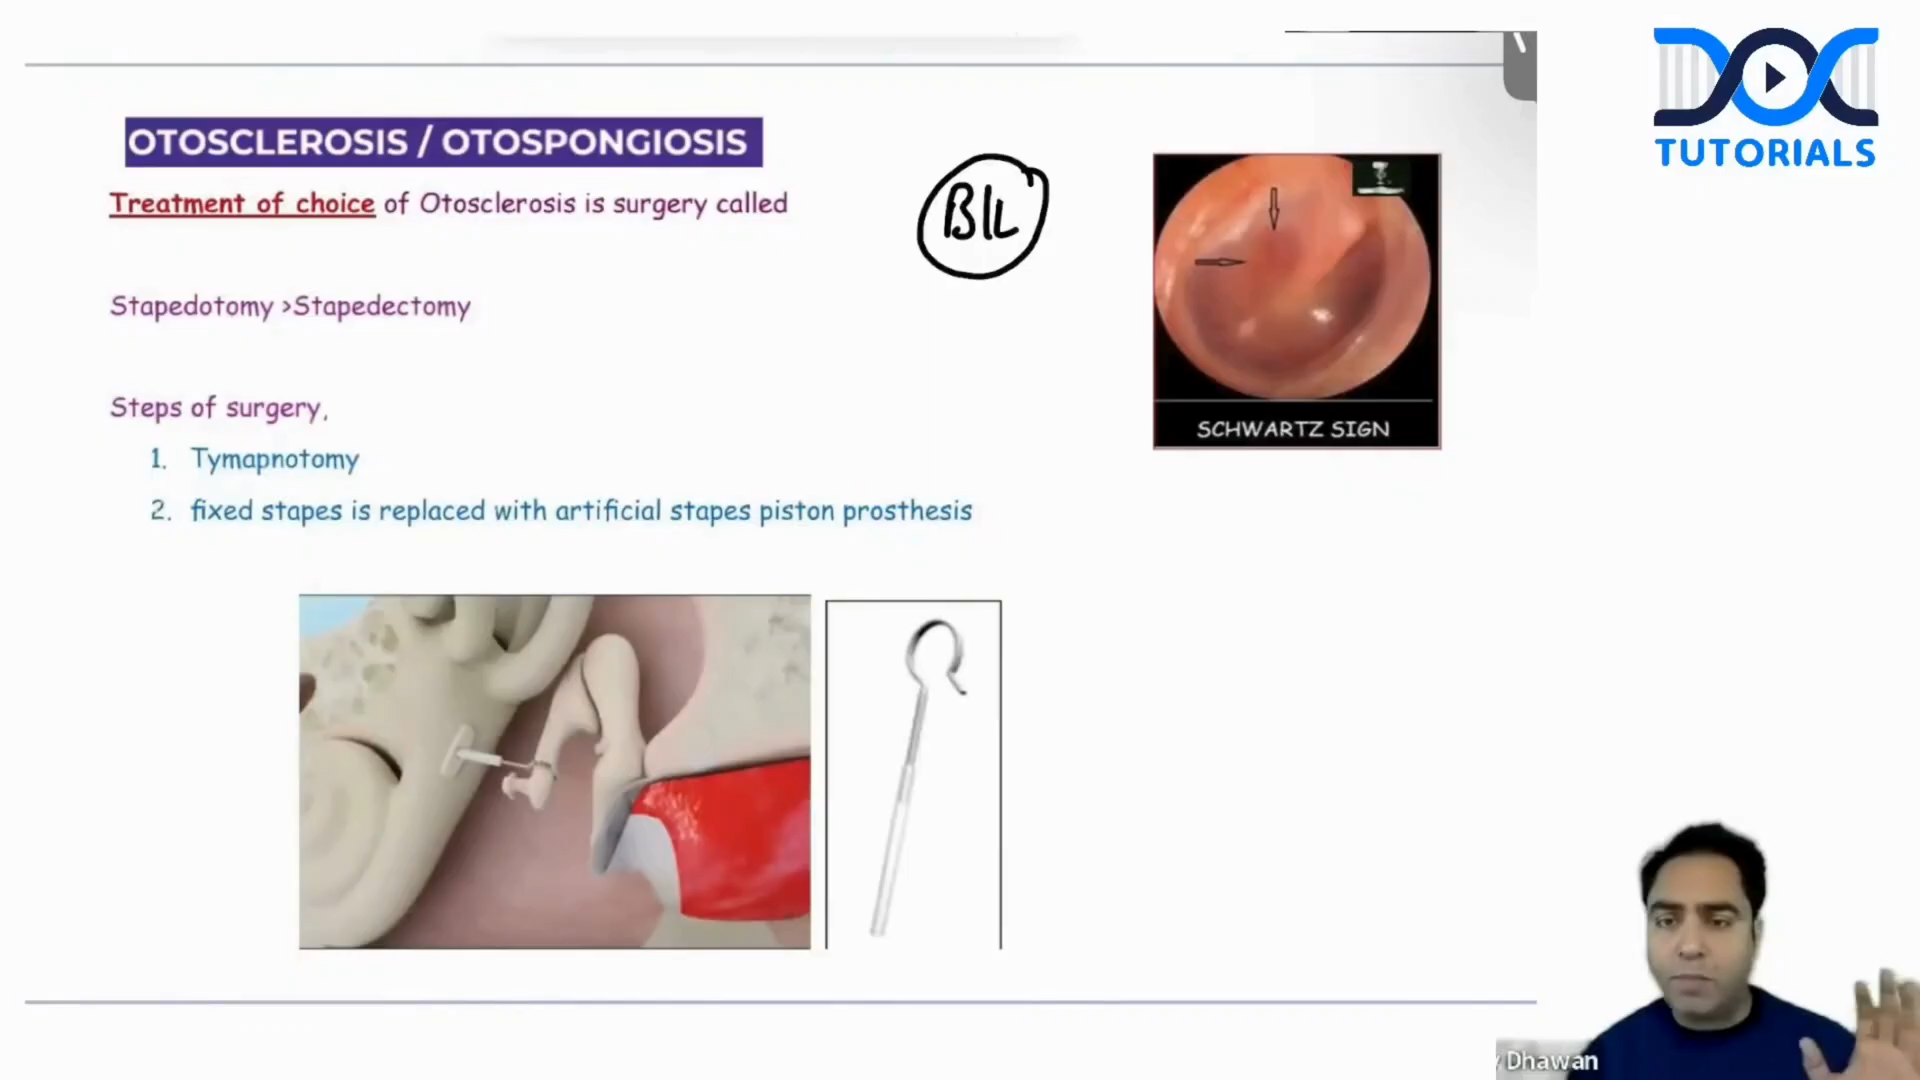 OTOSCLEROSIS / OTOSPONGIOSIS
Treatment of choice of Otosclerosis is surgery called
B/L
Stapedotomy >Stapedectomy
Steps of surgery,
1. Tymapnotomy
2. fixed stapes is replaced with artificial stapes piston prosthesis
SCHWARTZ SIGN
DOC
TUTORIALS
Dhawan